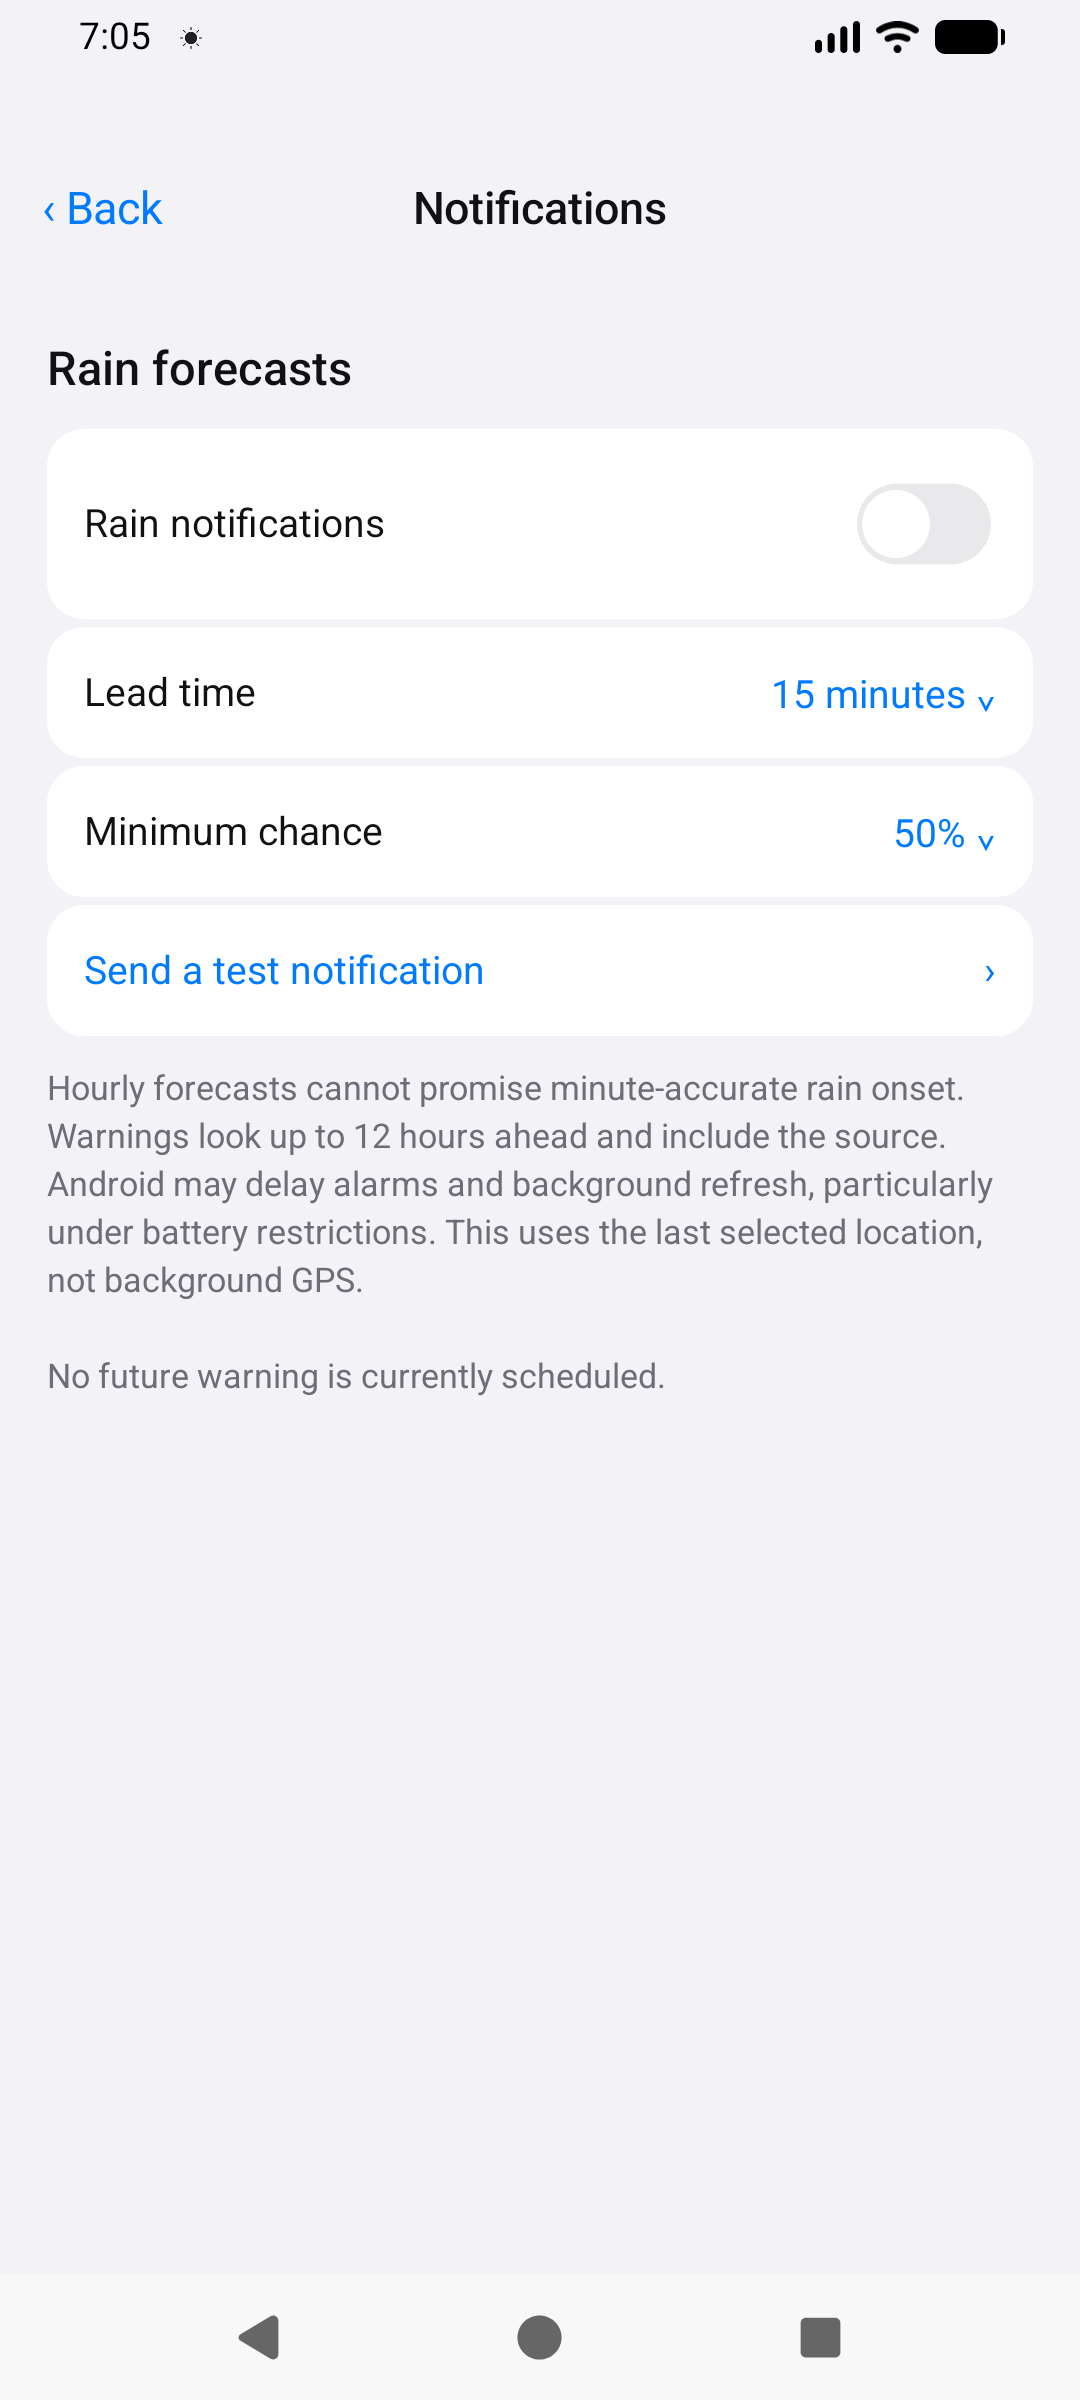 7:05
‹ Back
Notifications
Rain forecasts
Rain notifications
Lead time
15 minutes
Minimum chance
50%
Send a test notification ›
Hourly forecasts cannot promise minute-accurate rain onset.
Warnings look up to 12 hours ahead and include the source.
Android may delay alarms and background refresh, particularly
under battery restrictions. This uses the last selected location,
not background GPS.
No future warning is currently scheduled.